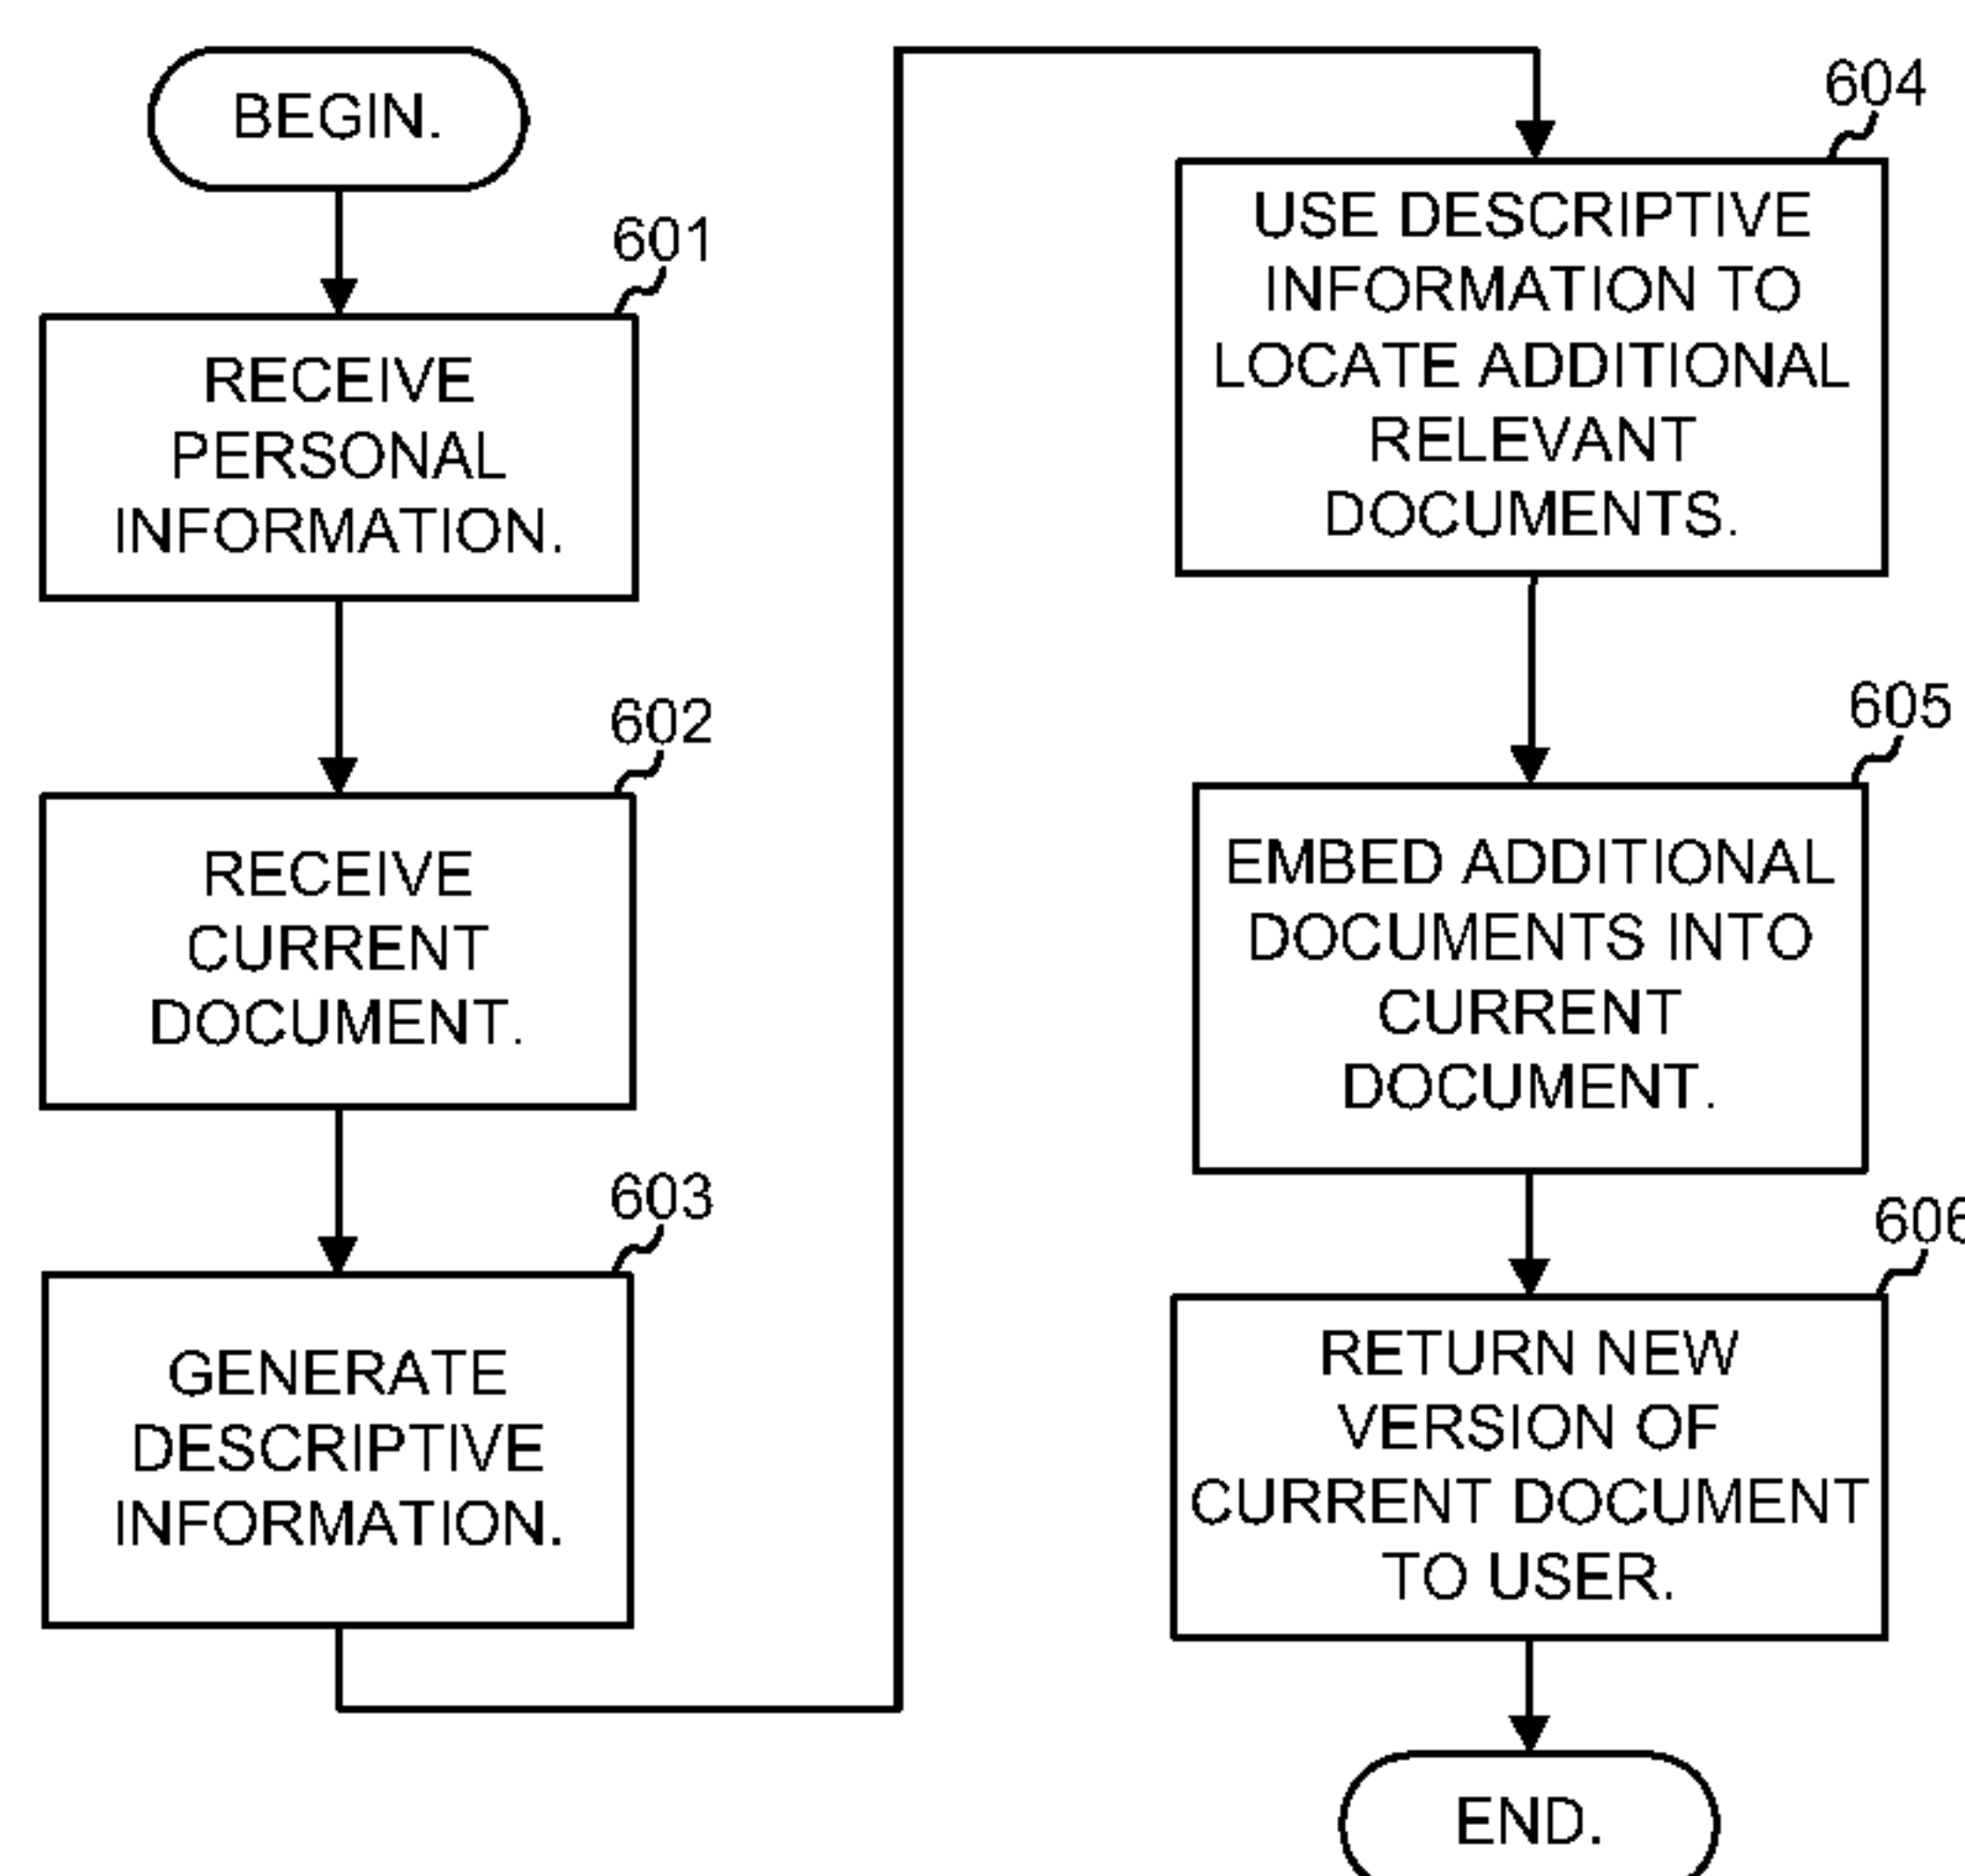 BEGIN.
601
RECEIVE
PERSONAL
INFORMATION.
602
RECEIVE
CURRENT
DOCUMENT.
603
GENERATE
DESCRIPTIVE
INFORMATION.
604
USE DESCRIPTIVE
INFORMATION TO
LOCATE ADDITIONAL
RELEVANT
DOCUMENTS.
605
EMBED ADDITIONAL
DOCUMENTS INTO
CURRENT
DOCUMENT.
606
RETURN NEW
VERSION OF
CURRENT DOCUMENT
TO USER.
END.